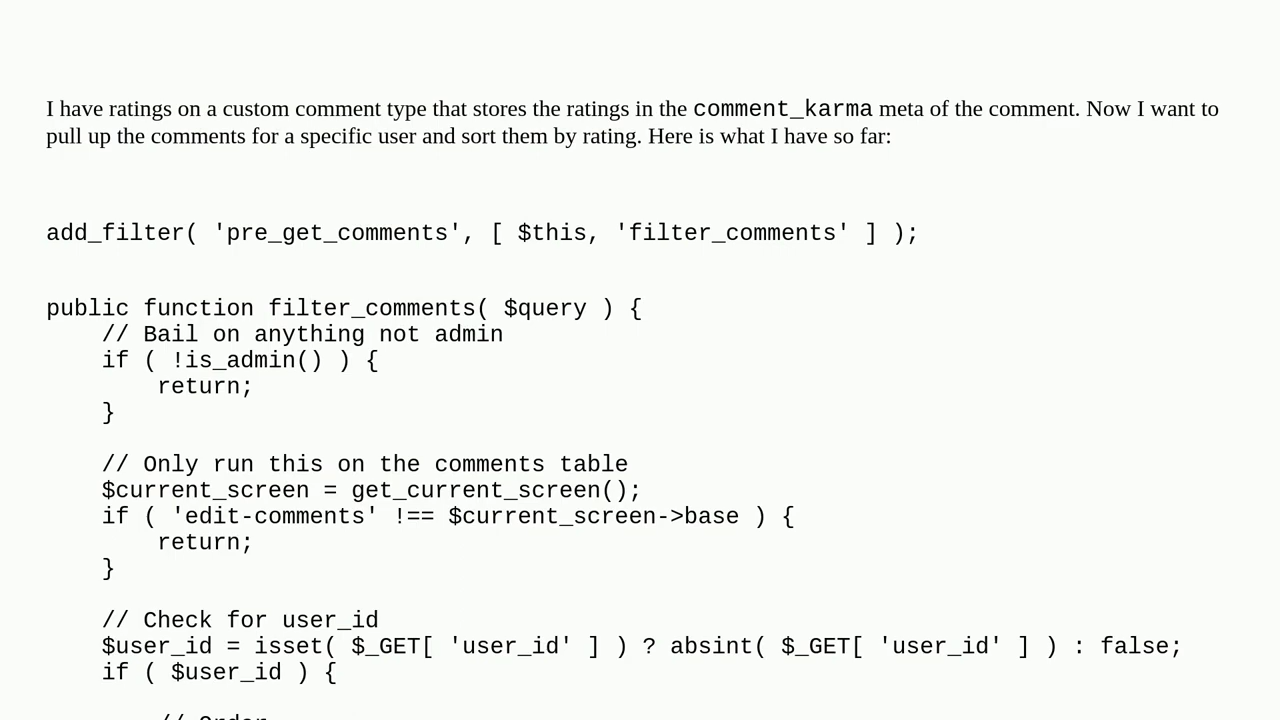 I have ratings on a custom comment type that stores the ratings in the comment_karma meta of the comment. Now I want to
pull up the comments for a specific user and sort them by rating. Here is what I have so far:
add_filter( 'pre_get_comments', [ $this, 'filter_comments' ] );
public function filter_comments( $query ) {
    // Bail on anything not admin
    if ( !is_admin() ) {
        return;
    }
    // Only run this on the comments table
    $current_screen = get_current_screen();
    if ( 'edit-comments' !== $current_screen->base ) {
        return;
    }
    // Check for user_id
    $user_id = isset( $_GET[ 'user_id' ] ) ? absint( $_GET[ 'user_id' ] ) : false;
    if ( $user_id ) {
        // Order